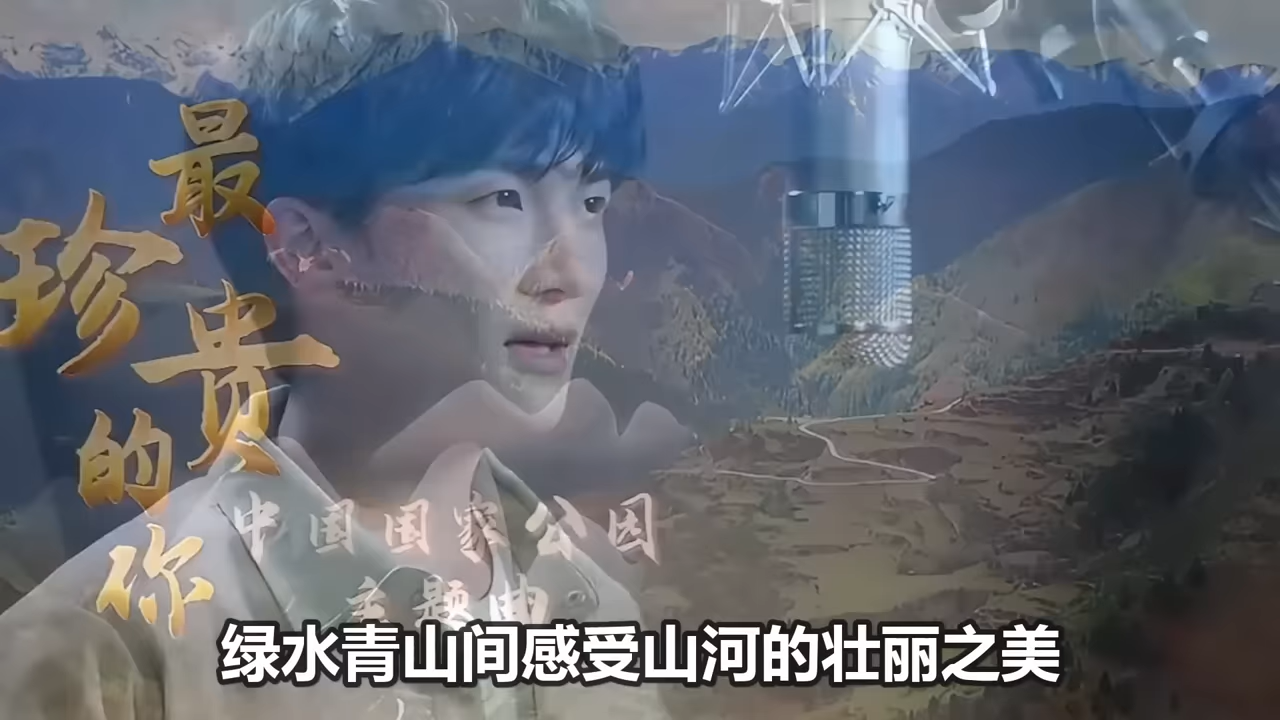 最珍贵的你
中国国家公园
主题曲
绿水青山间感受山河的壮丽之美